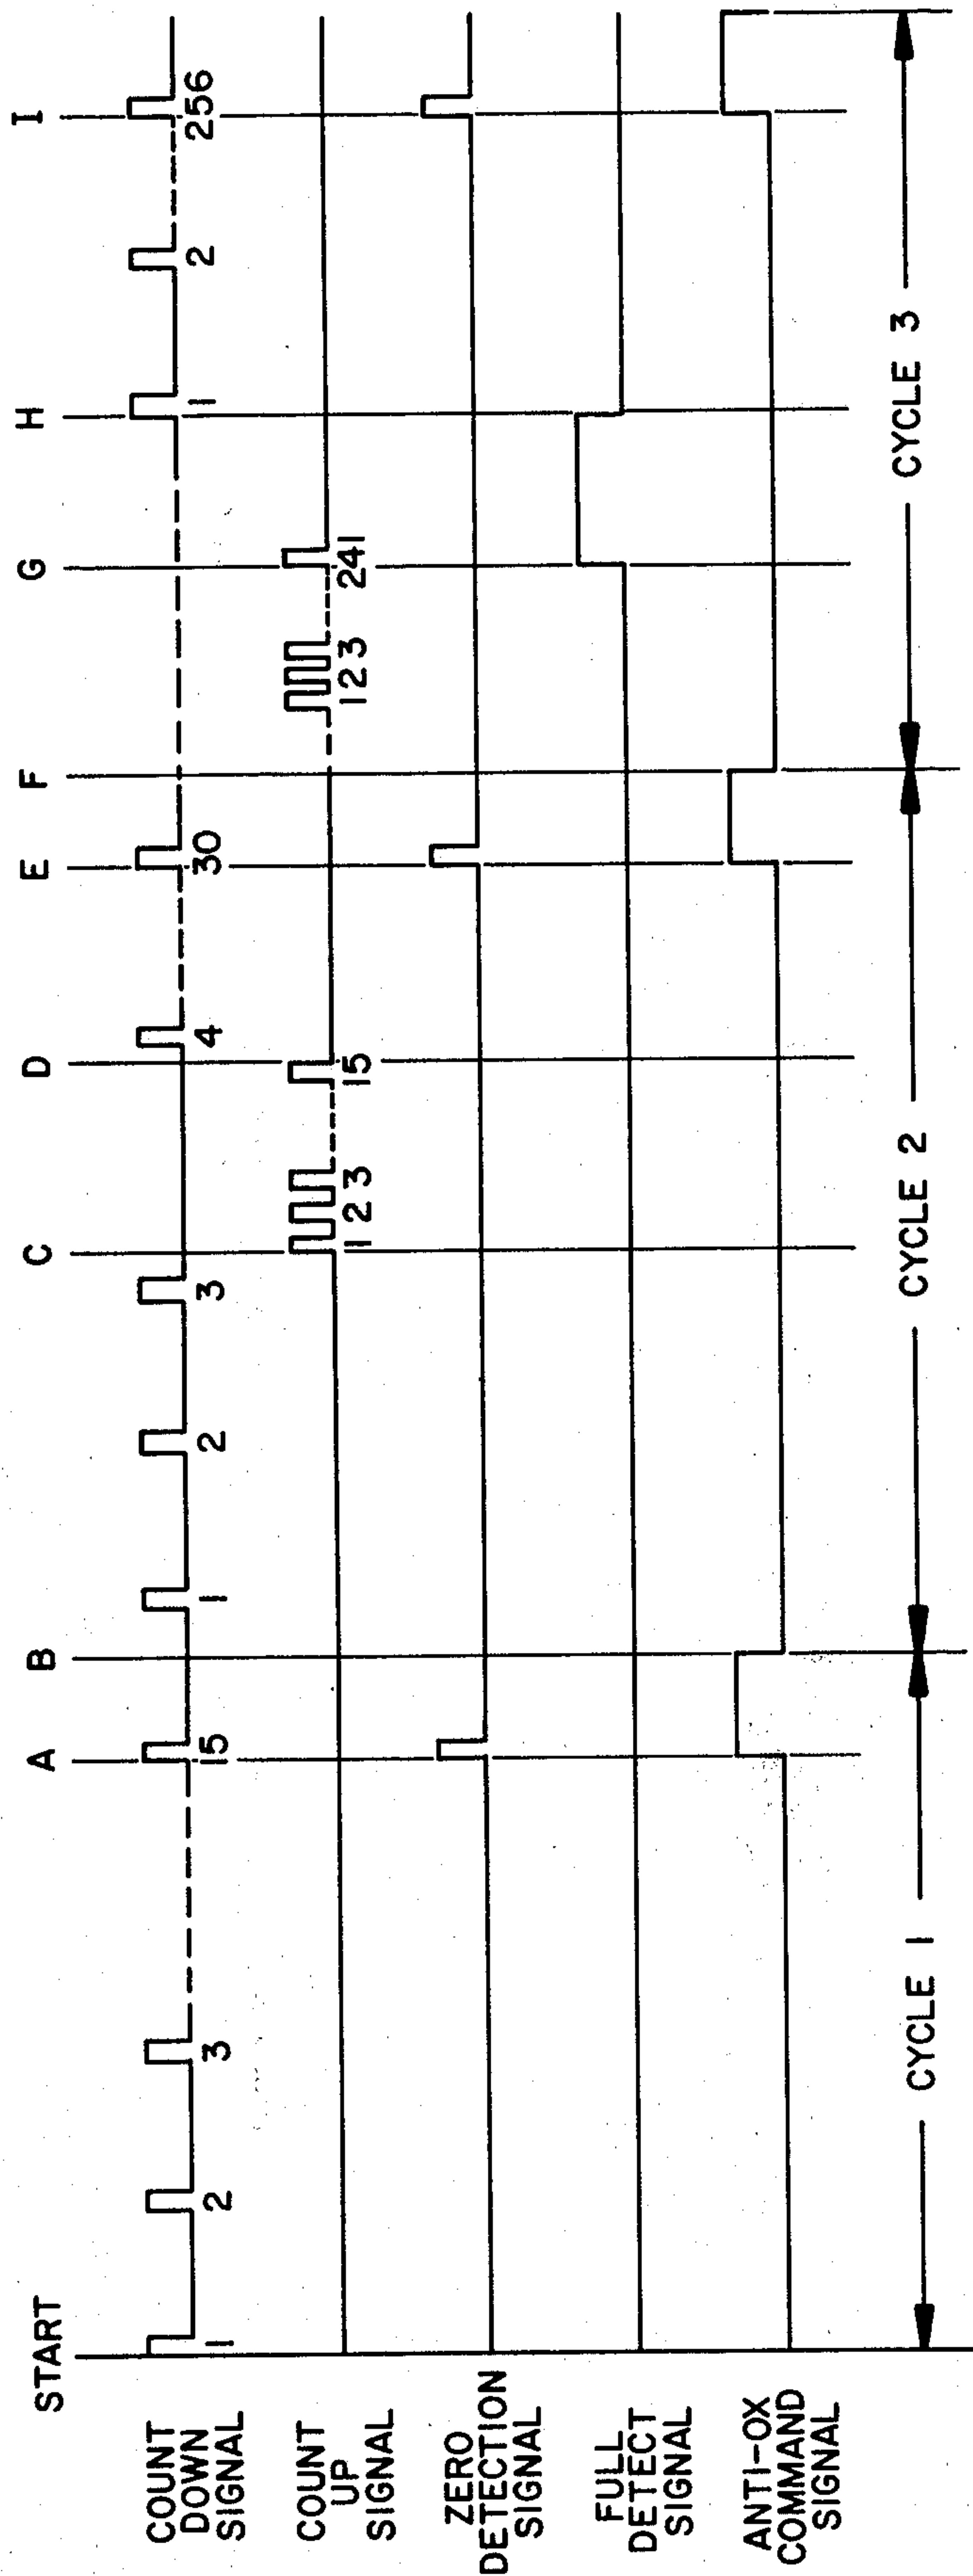 START A B C D E F G H I
COUNT
DOWN
SIGNAL
1 2 3 15 1 2 3 4 30 1 2 256
COUNT
UP
SIGNAL
1 2 3 15 1 2 3 241
ZERO
DETECTION
SIGNAL
FULL
DETECT
SIGNAL
ANTI-OX
COMMAND
SIGNAL
CYCLE 1 CYCLE 2 CYCLE 3